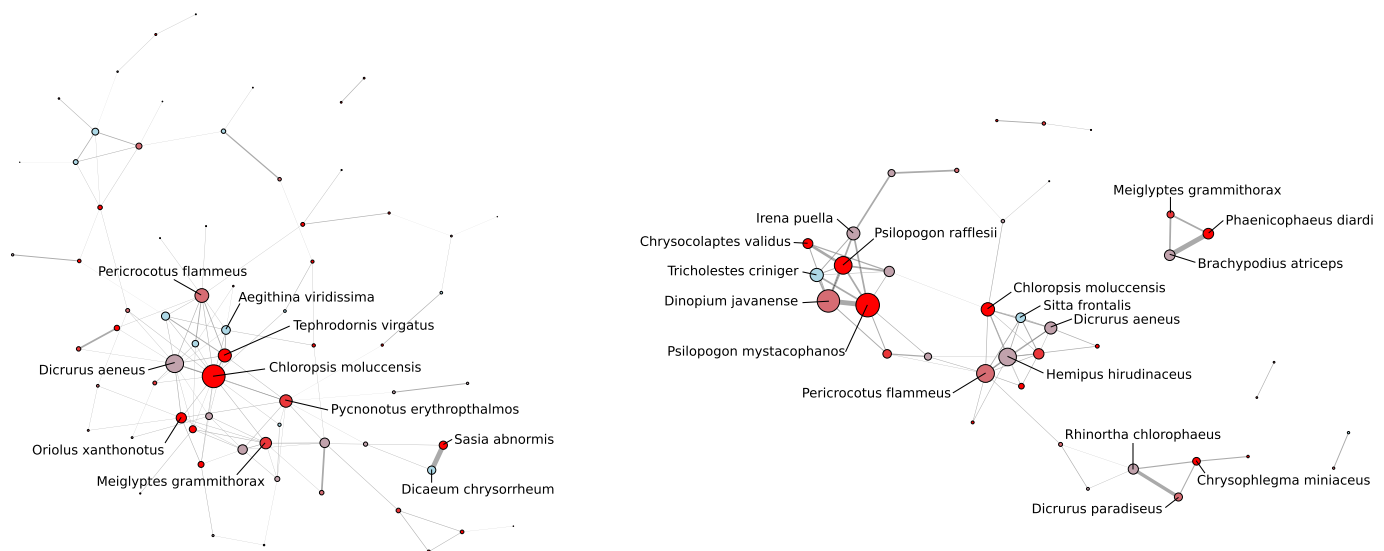 Pericrocotus flammeus
Aegithina viridissima
Tephrodornis virgatus
Dicrurus aeneus
Chloropsis moluccensis
Pycnonotus erythropthalmos
Oriolus xanthonotus
Sasia abnormis
Meiglyptes grammithorax
Dicaeum chrysorrheum
Meiglyptes grammithorax
Irena puella
Phaenicophaeus diardi
Chrysocolaptes validus
Psilopogon rafflesii
Brachypodius atriceps
Tricholestes criniger
Chloropsis moluccensis
Dinopium javanense
Sitta frontalis
Dicrurus aeneus
Psilopogon mystacophanos
Hemipus hirudinaceus
Pericrocotus flammeus
Rhinortha chlorophaeus
Chrysophlegma miniaceus
Dicrurus paradiseus